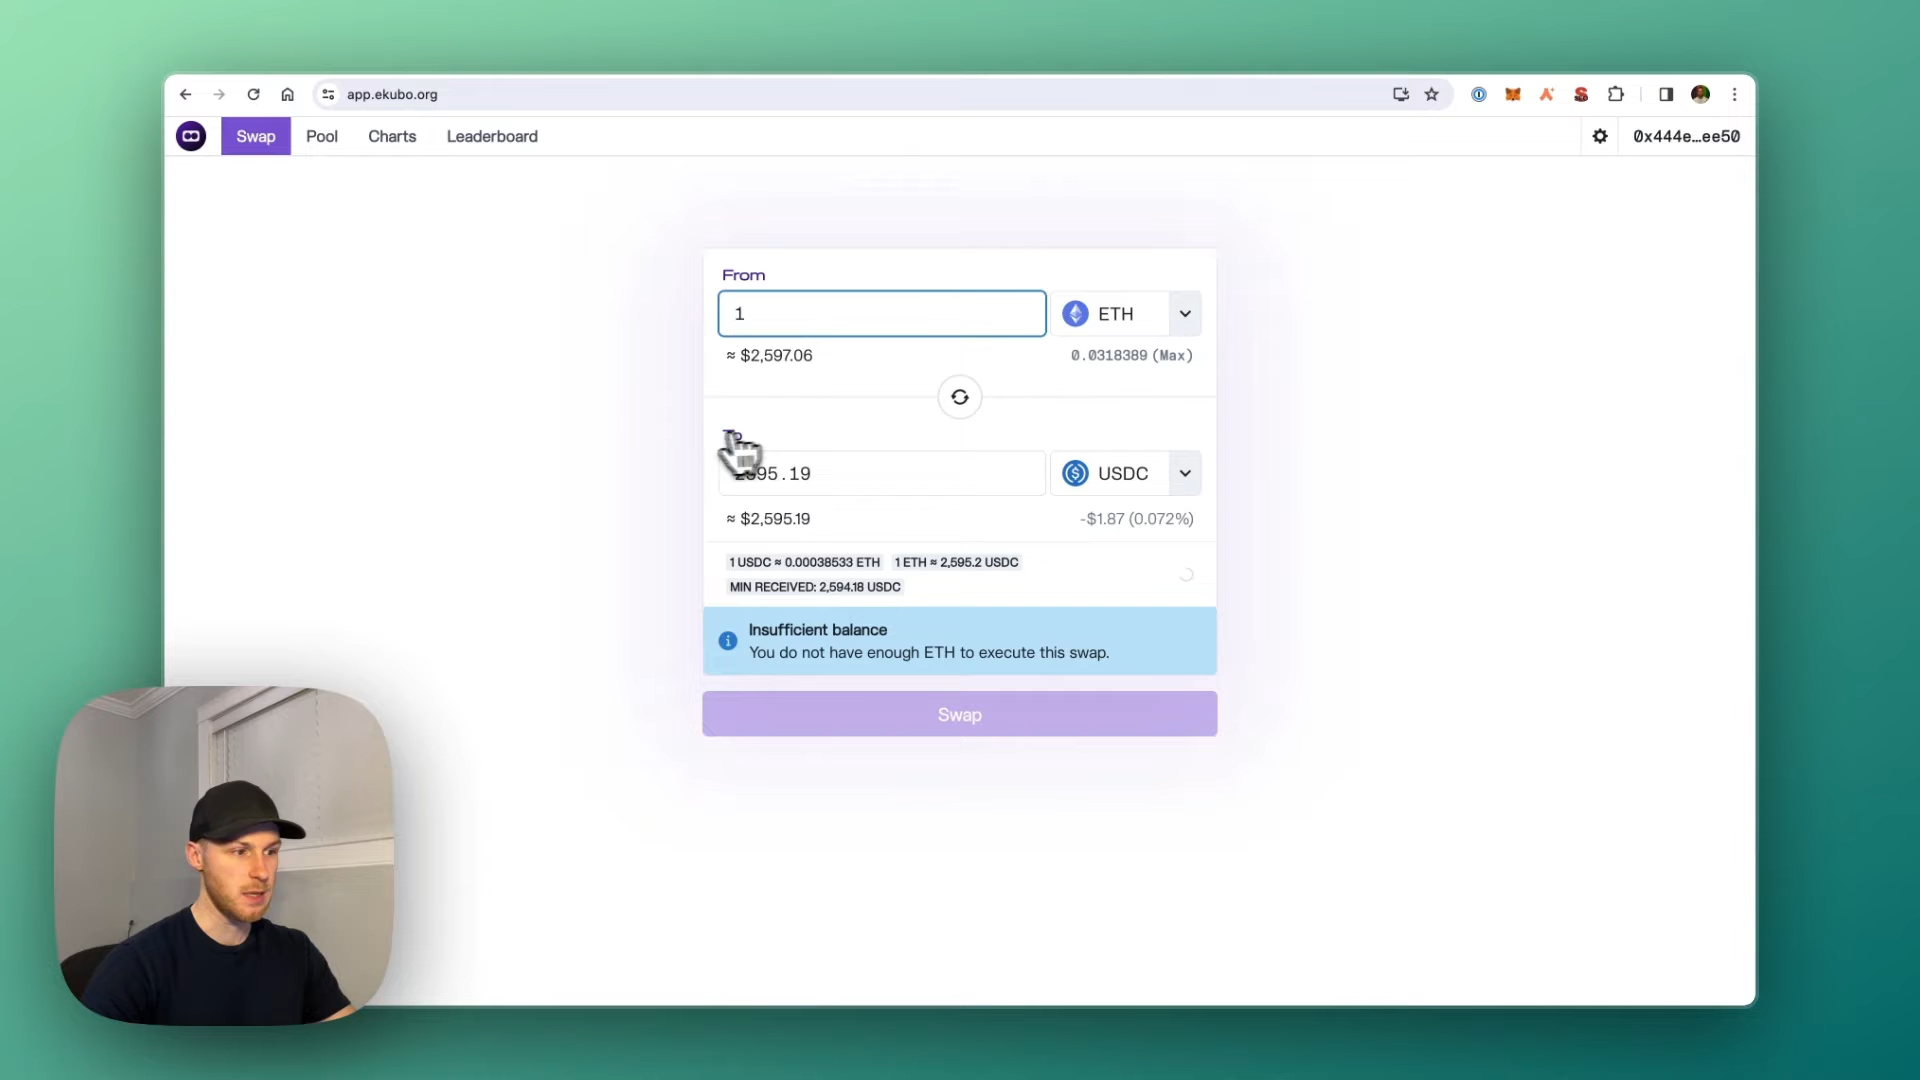 app.ekubo.org
Swap Pool Charts Leaderboard 0x444e…ee50
From
1 ETH
≈ $2,597.06 0.0318389 (Max)
95.19 USDC
≈ $2,595.19 -$1.87 (0.072%)
1 USDC ≈ 0.00038533 ETH 1 ETH ≈ 2,595.2 USDC
MIN RECEIVED: 2,594.18 USDC
Insufficient balance
You do not have enough ETH to execute this swap.
Swap